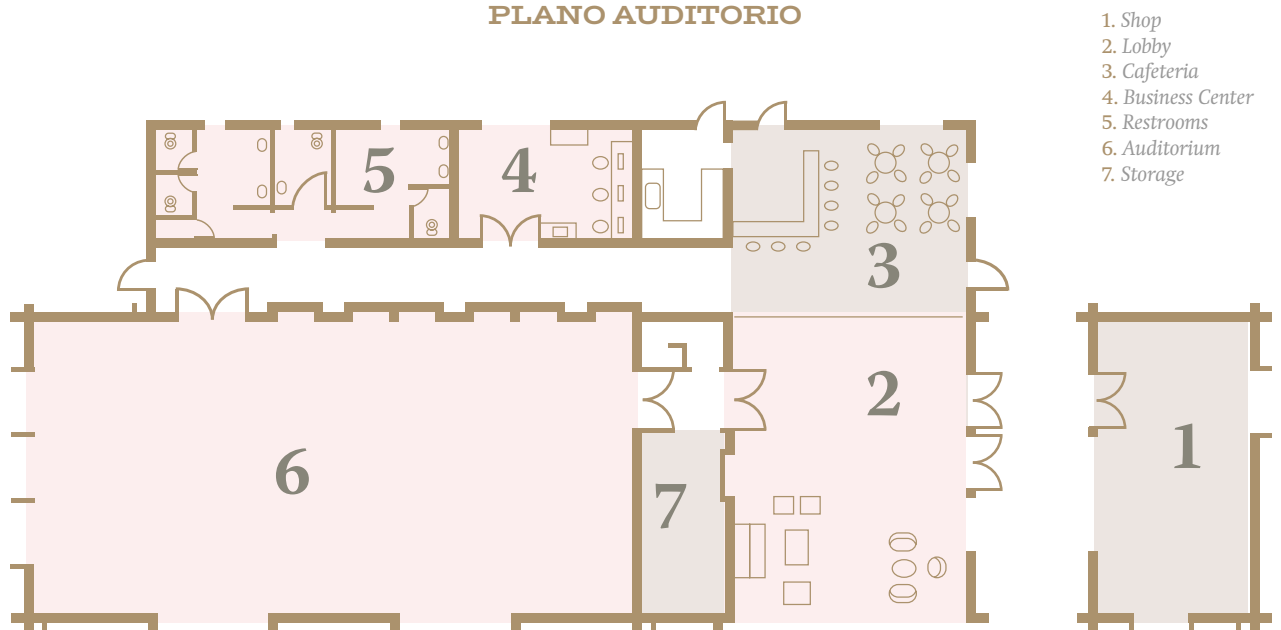 PLANO AUDITORIO
1. Shop
2. Lobby
3. Cafeteria
4. Business Center
5. Restrooms
6. Auditorium
7. Storage
5
4
3
2
1
6
7